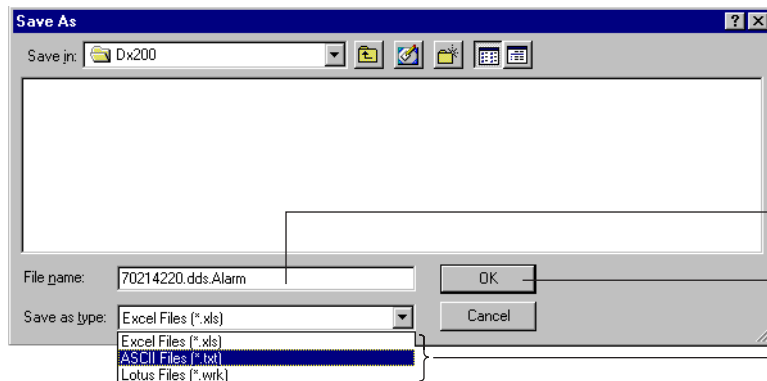 Save As
Save in: Dx200
File name: 70214220.dds.Alarm OK
Save as type: Excel Files (*.xls) Cancel
Excel Files (*.xls)
ASCII Files (*.txt)
Lotus Files (*.wrk)